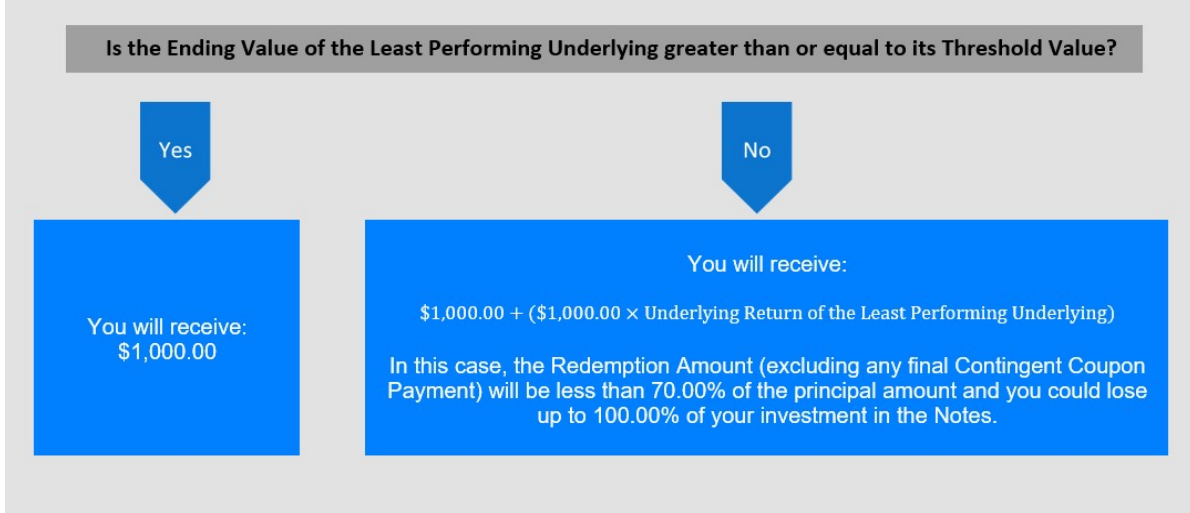 Is the Ending Value of the Least Performing Underlying greater than or equal to its Threshold Value?
Yes
No
You will receive:
$1,000.00
You will receive:
$1,000.00 + ($1,000.00 × Underlying Return of the Least Performing Underlying)
In this case, the Redemption Amount (excluding any final Contingent Coupon
Payment) will be less than 70.00% of the principal amount and you could lose
up to 100.00% of your investment in the Notes.